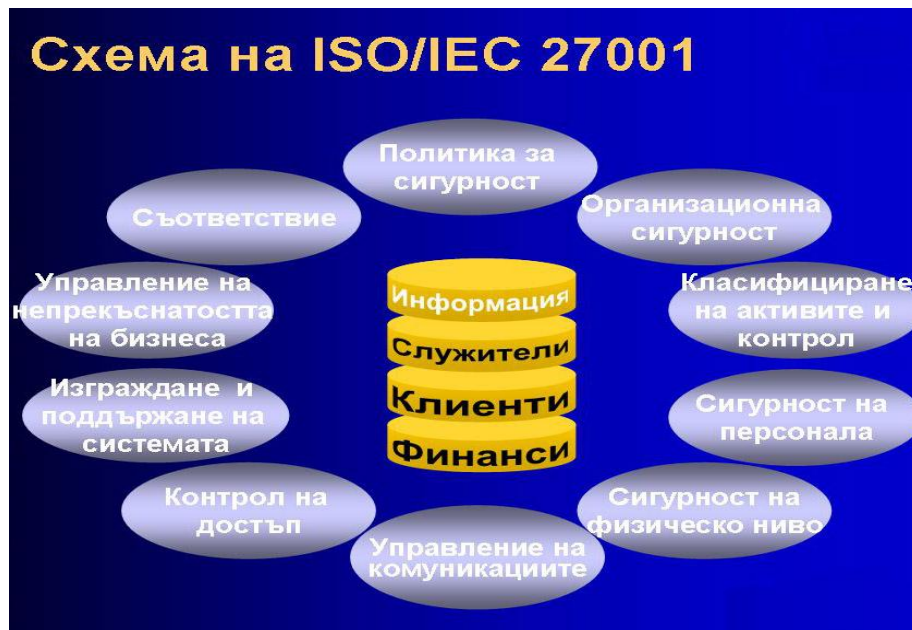 Схема на ISO/IEC 27001
Политика за
сигурност
Организационна
сигурност
Класифициране
на активите и
контрол
Сигурност на
персонала
Сигурност на
физическо ниво
Управление на
комуникациите
Контрол на
достъп
Изграждане и
поддържане на
системата
Управление на
непрекъснатостта
на бизнеса
Съответствие
Информация
Служители
Клиенти
Финанси